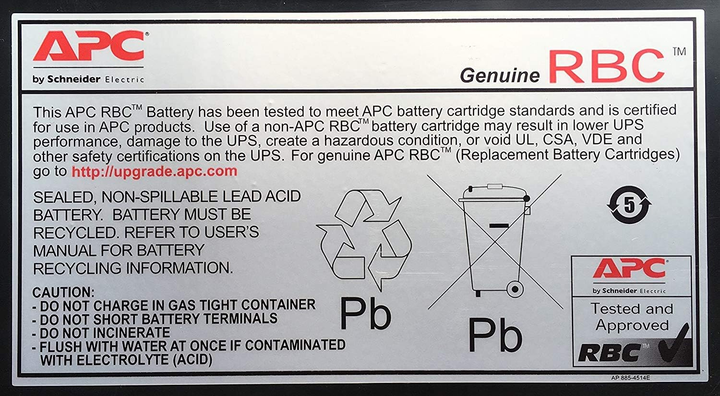 APC
by Schneider Electric
Genuine RBC™
This APC RBC™ Battery has been tested to meet APC battery cartridge standards and is certified
for use in APC products. Use of a non-APC RBC™ battery cartridge may result in lower UPS
performance, damage to the UPS, create a hazardous condition, or void UL, CSA, VDE and
other safety certifications on the UPS. For genuine APC RBC™ (Replacement Battery Cartridges)
go to http://upgrade.apc.com
SEALED, NON-SPILLABLE LEAD ACID
BATTERY. BATTERY MUST BE
RECYCLED. REFER TO USER'S
MANUAL FOR BATTERY
RECYCLING INFORMATION.
CAUTION:
- DO NOT CHARGE IN GAS TIGHT CONTAINER
- DO NOT SHORT BATTERY TERMINALS
- DO NOT INCINERATE
- FLUSH WITH WATER AT ONCE IF CONTAMINATED
WITH ELECTROLYTE (ACID)
Pb
Pb
5
APC
by Schneider Electric
Tested and
Approved
RBC™
AP 885-4514E